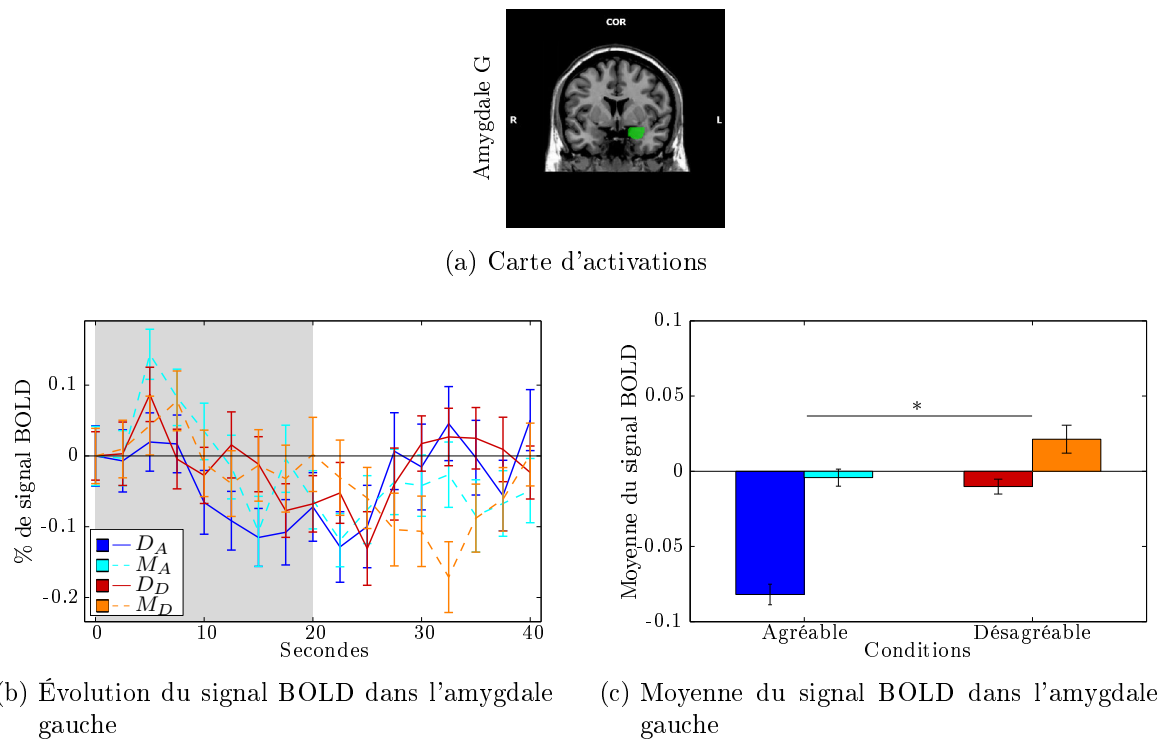 COR
Amygdale G
R
L
(a) Carte d'activations
% de signal BOLD
0.1
0
-0.1
-0.2
D_A
M_A
D_D
M_D
0 10 20 30 40
Secondes
(b) Évolution du signal BOLD dans l'amygdale
gauche
Moyenne du signal BOLD
0.1
0.05
0
-0.05
-0.1
*
Agréable Désagréable
Conditions
(c) Moyenne du signal BOLD dans l'amygdale
gauche